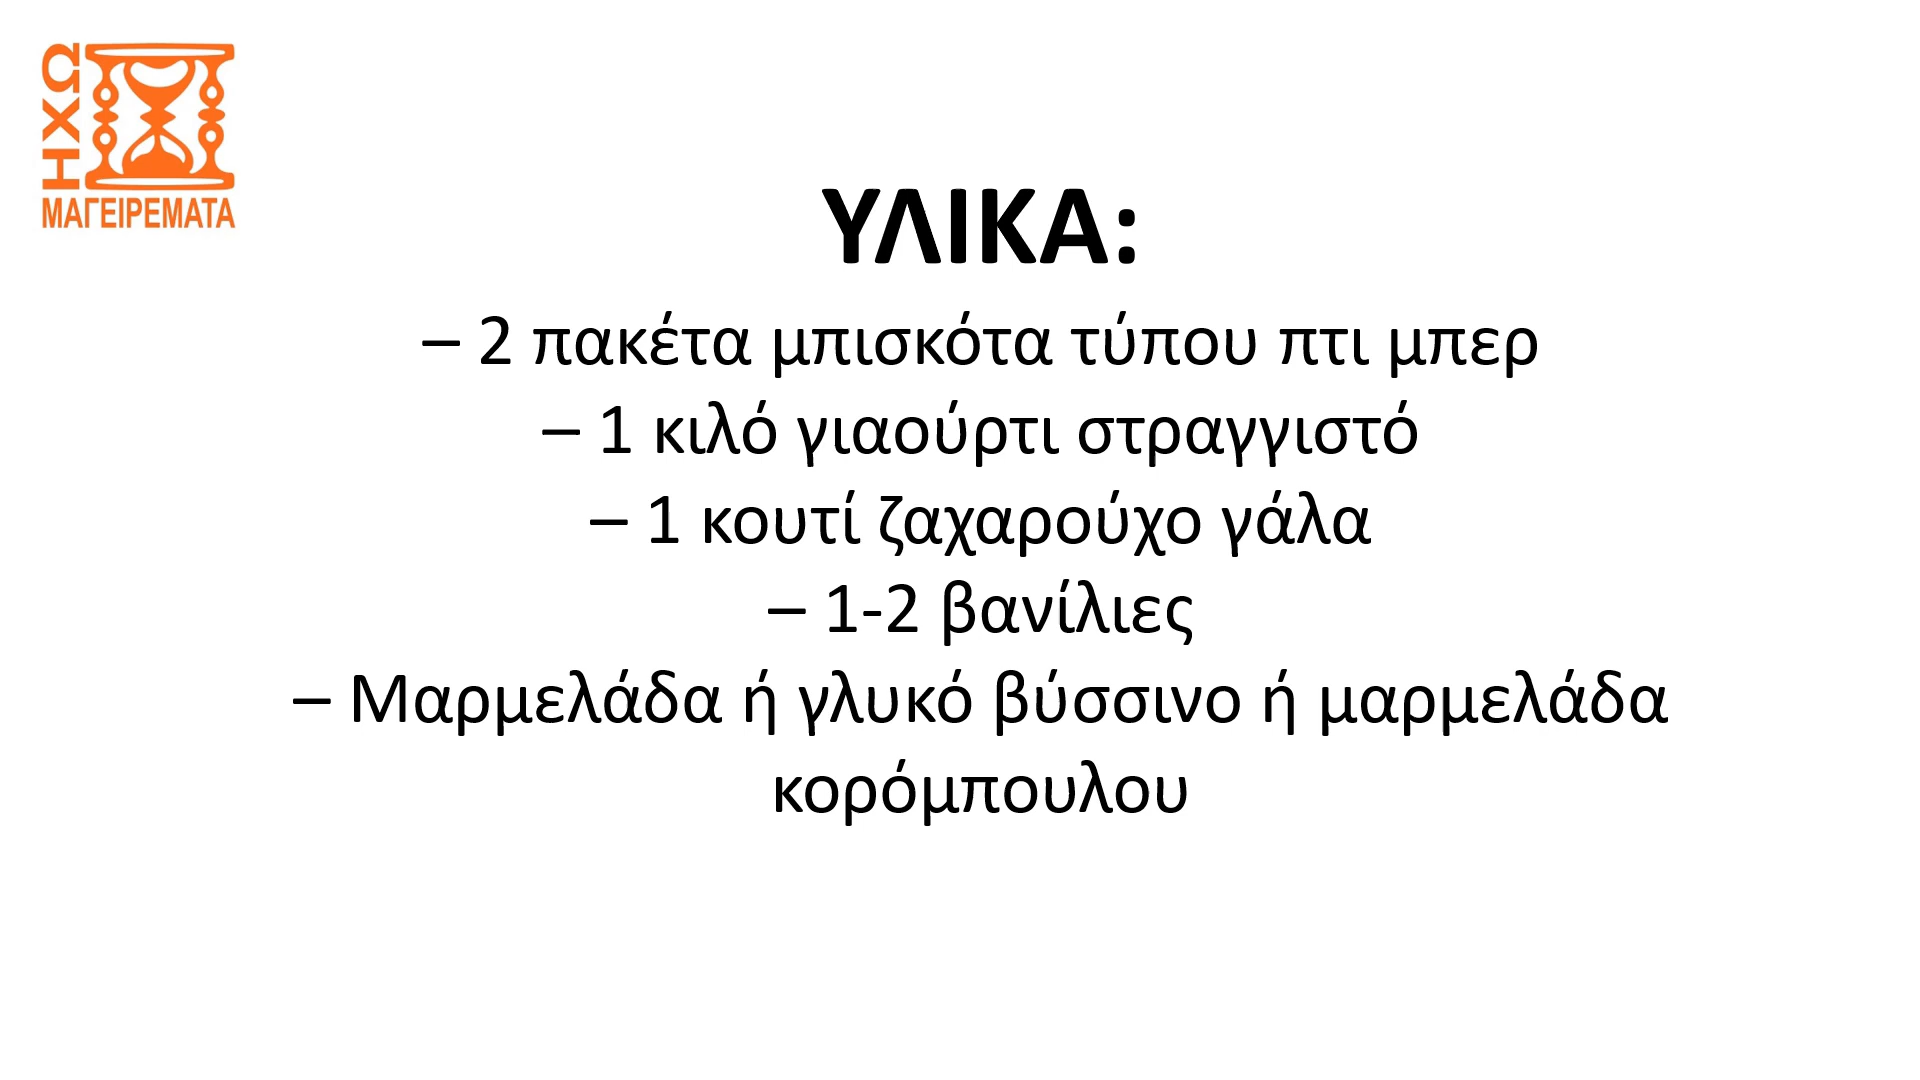 ΗΧΩ
ΜΑΓΕΙΡΕΜΑΤΑ
ΥΛΙΚΑ:
– 2 πακέτα μπισκότα τύπου πτι μπερ
– 1 κιλό γιαούρτι στραγγιστό
– 1 κουτί ζαχαρούχο γάλα
– 1-2 βανίλιες
– Μαρμελάδα ή γλυκό βύσσινο ή μαρμελάδα
κορόμπουλου